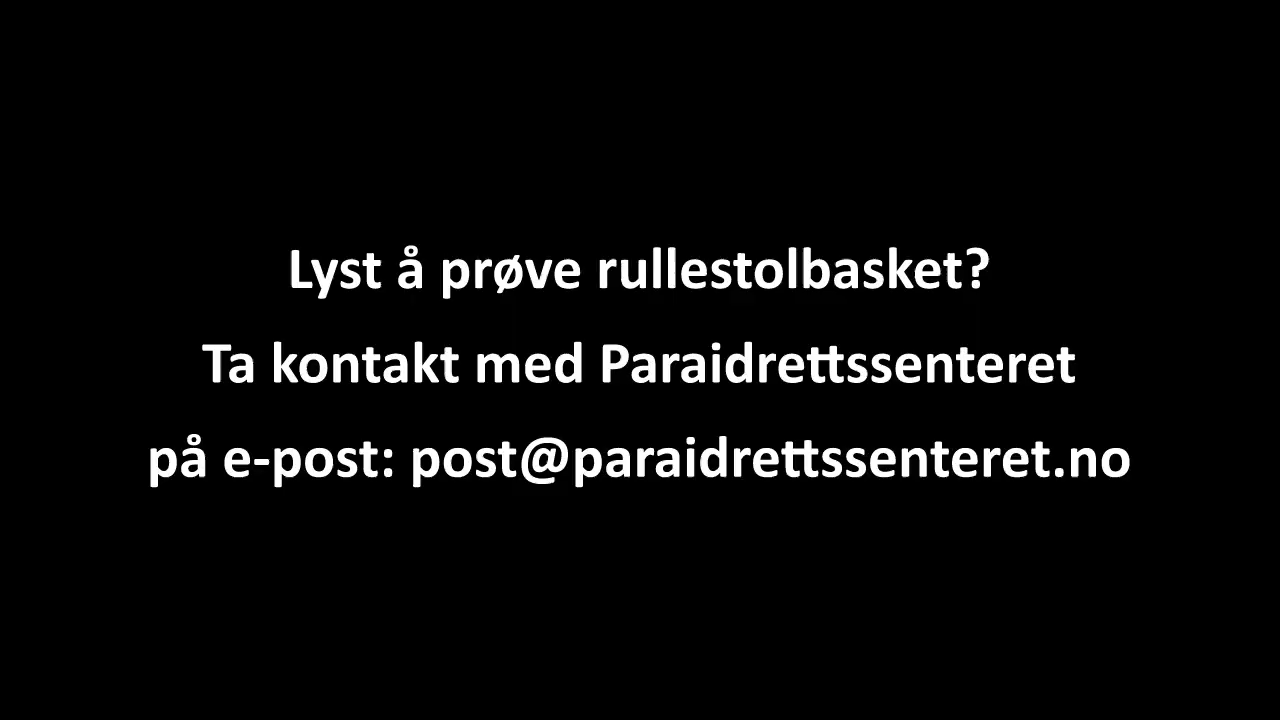 Lyst å prøve rullestolbasket?
Ta kontakt med Paraidrettssenteret
på e-post: post@paraidrettssenteret.no